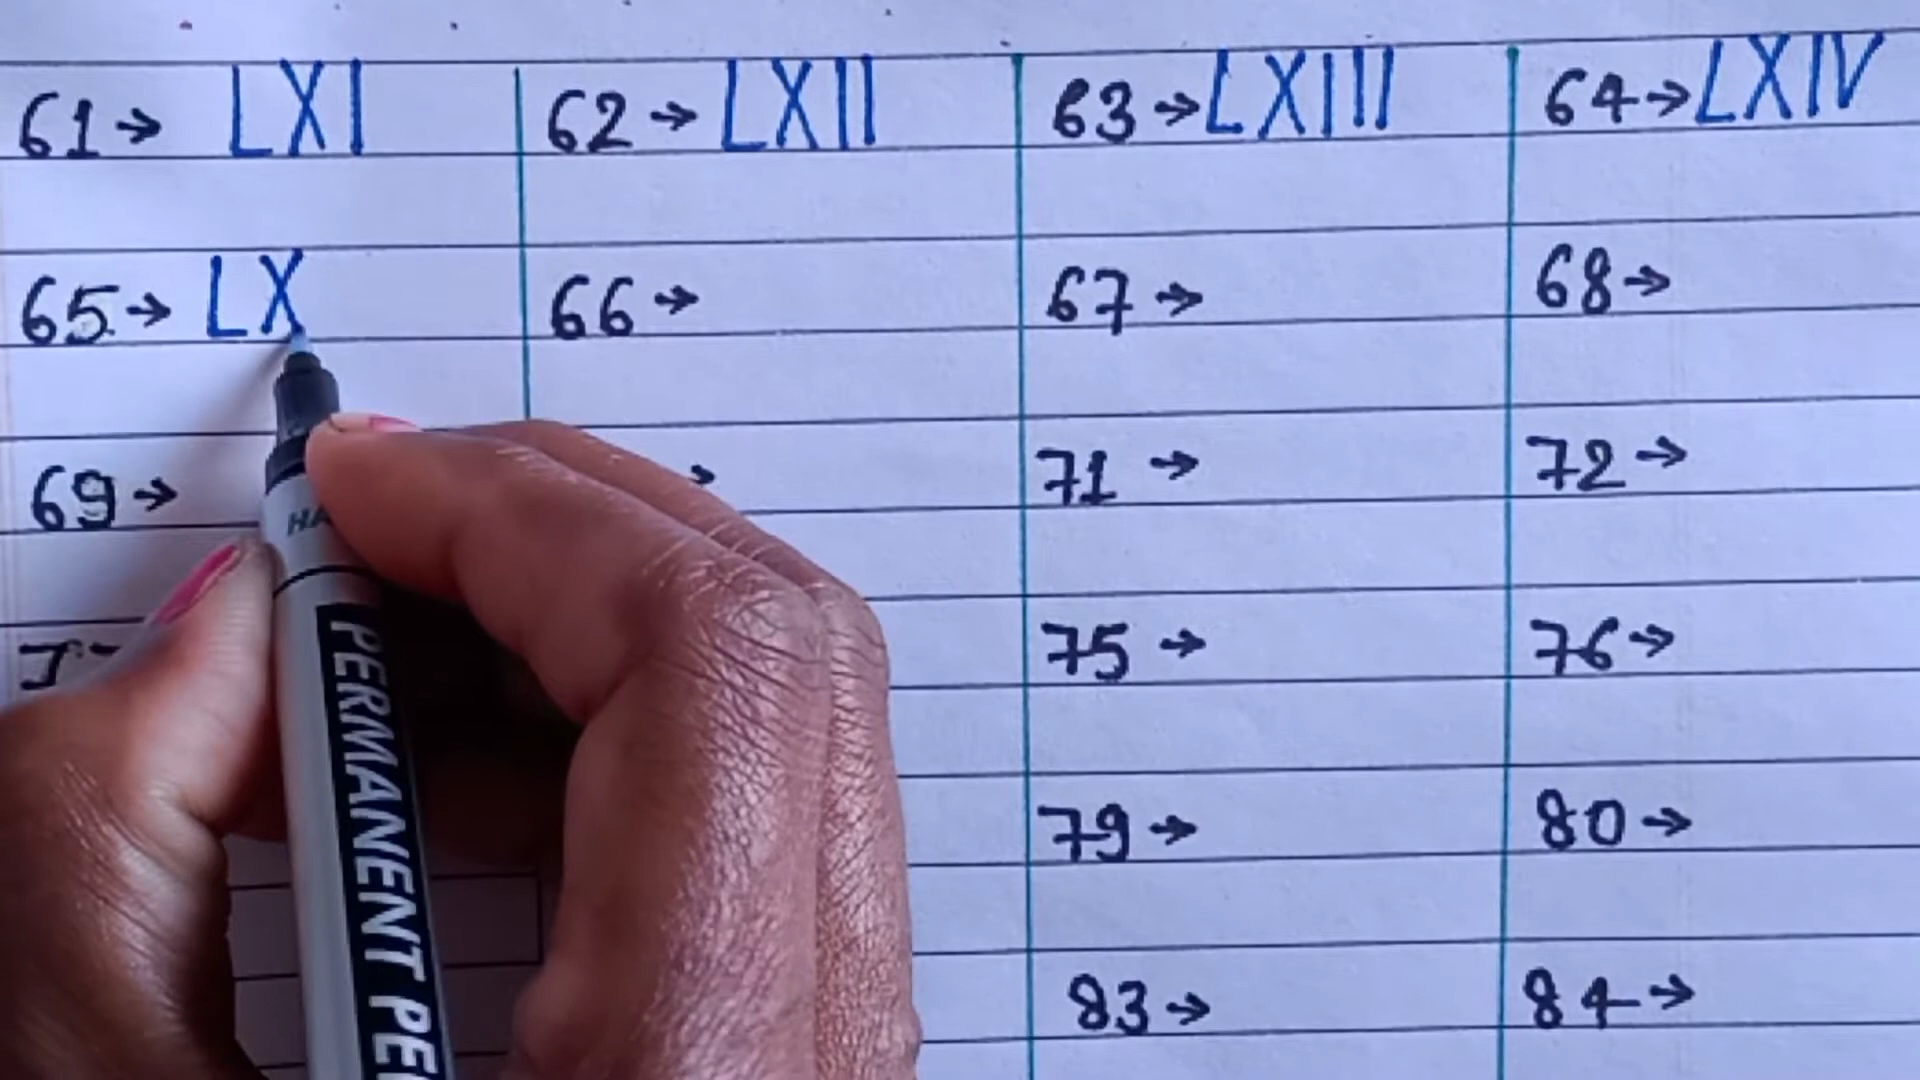 61→ LXI 62→ LXII 63→ LXIII 64→ LXIV
65→ LX 66→ 67→ 68→
69→ → 71→ 72→
75→ 76→
79→ 80→
83→ 84→
HA
PERMANENT